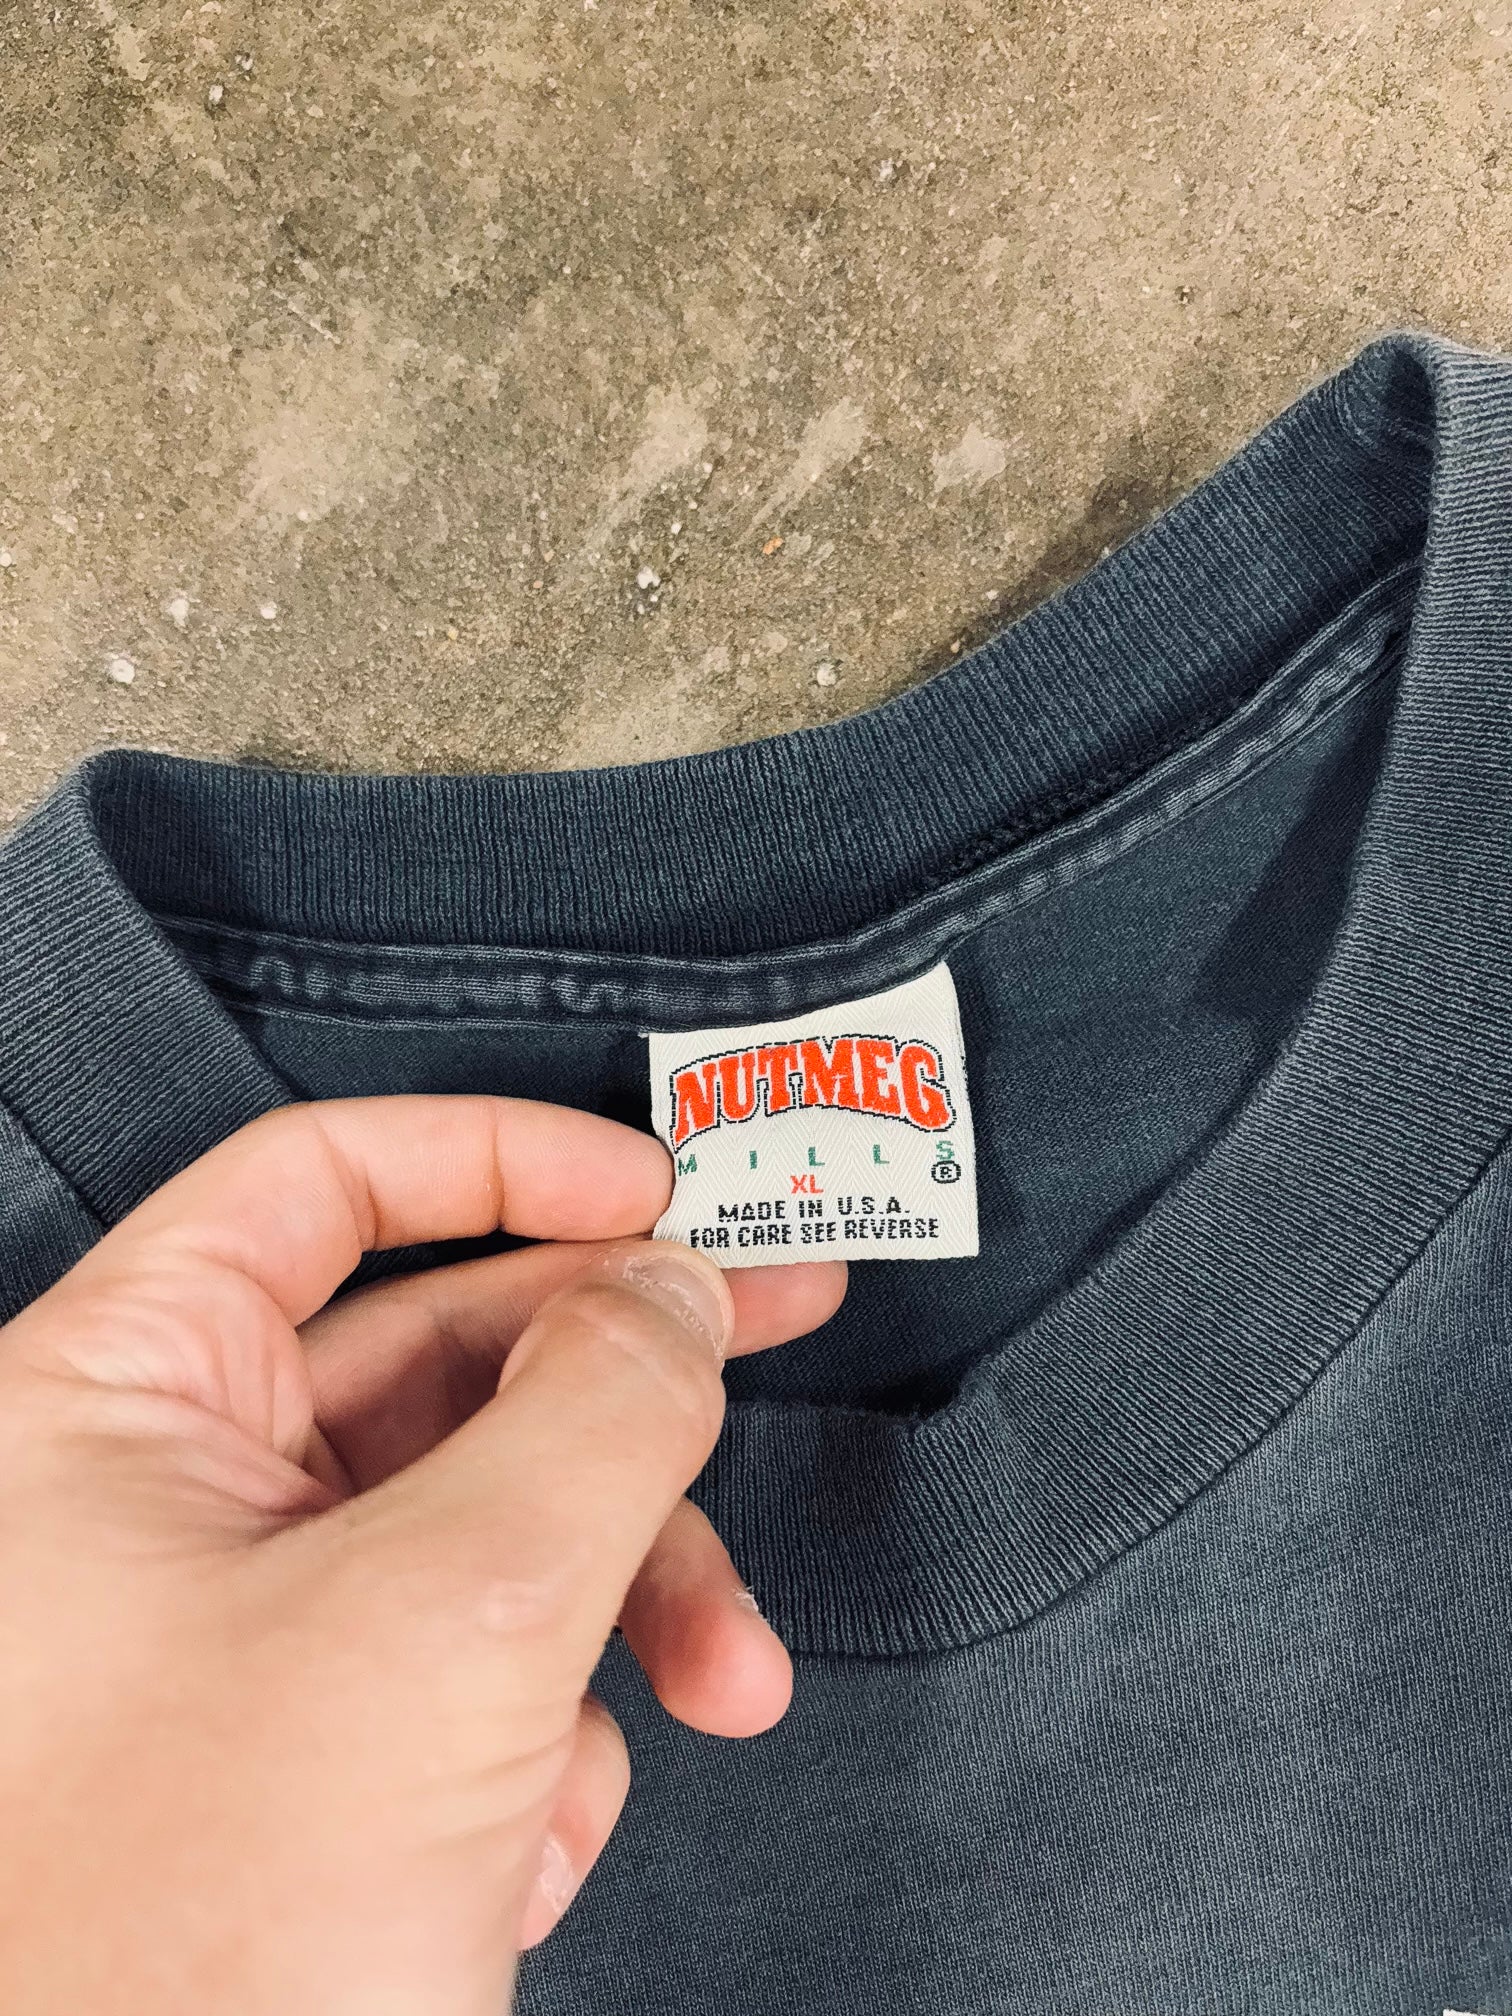 NUTMEG
MILLS
®
XL
MADE IN U.S.A.
FOR CARE SEE REVERSE